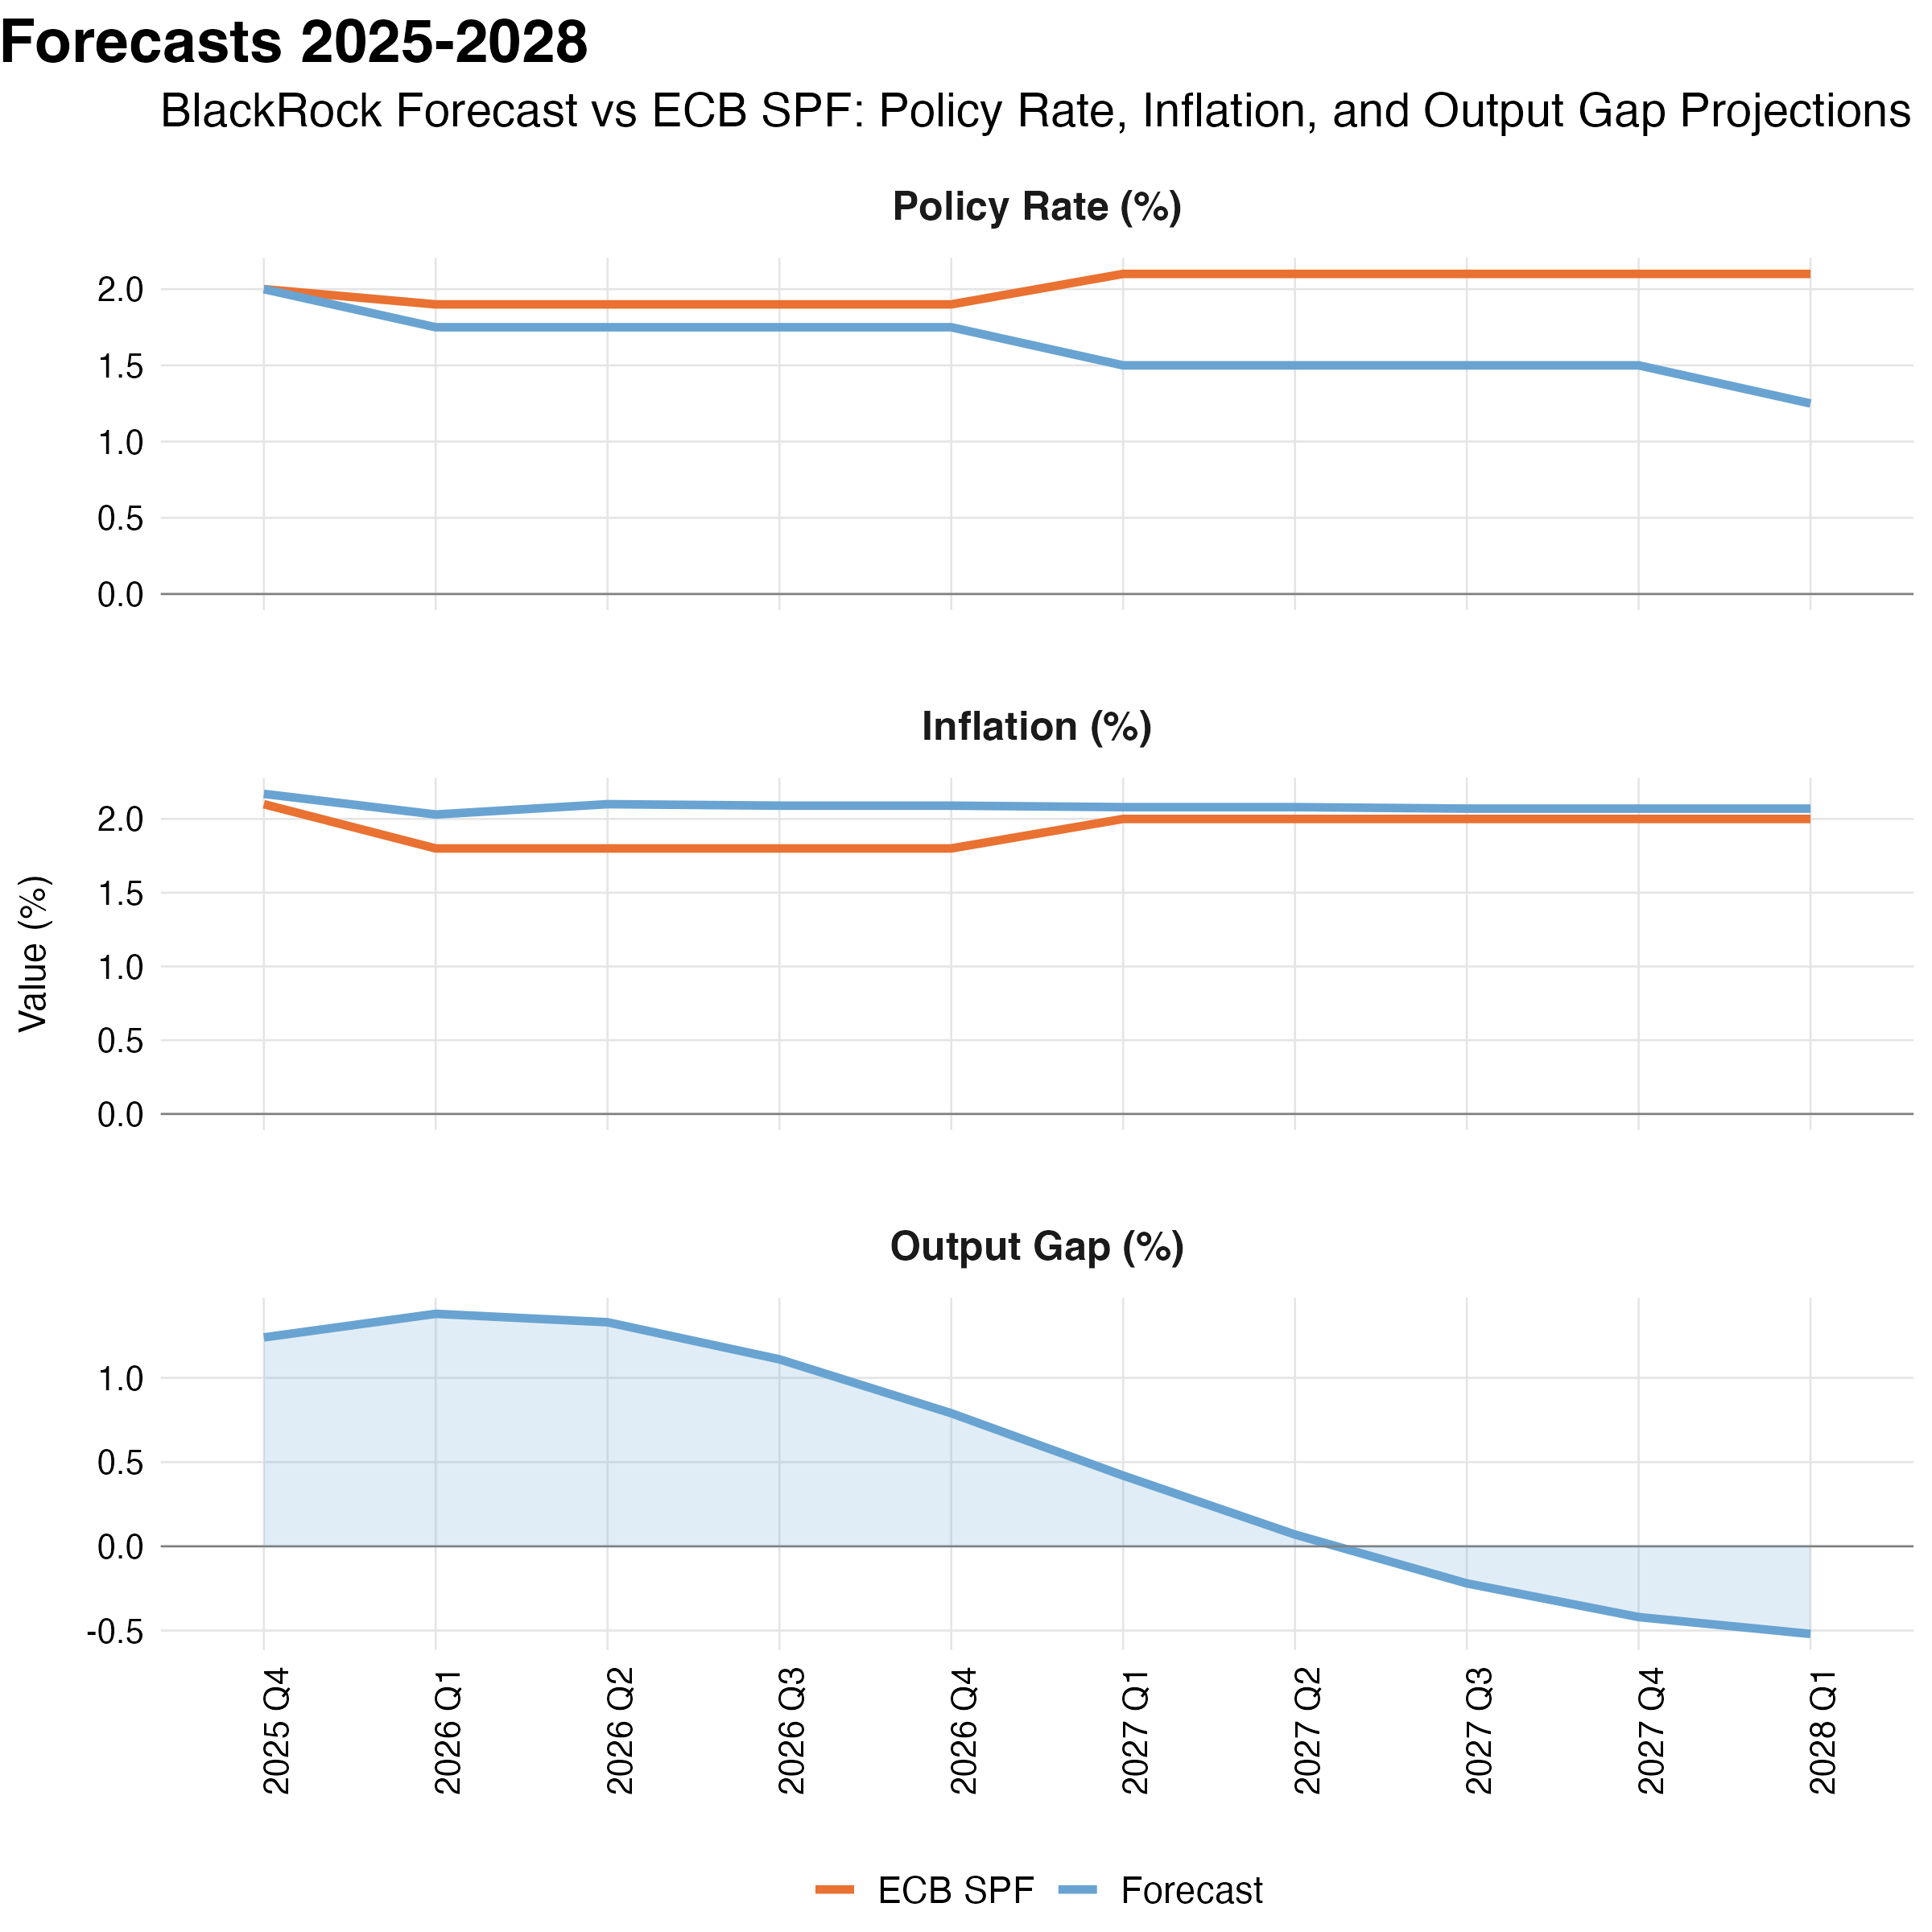 Forecasts 2025-2028
BlackRock Forecast vs ECB SPF: Policy Rate, Inflation, and Output Gap Projections
Policy Rate (%)
2.0
1.5
1.0
0.5
0.0
Inflation (%)
2.0
1.5
1.0
0.5
0.0
Value (%)
Output Gap (%)
1.0
0.5
0.0
-0.5
2025 Q4
2026 Q1
2026 Q2
2026 Q3
2026 Q4
2027 Q1
2027 Q2
2027 Q3
2027 Q4
2028 Q1
ECB SPF
Forecast